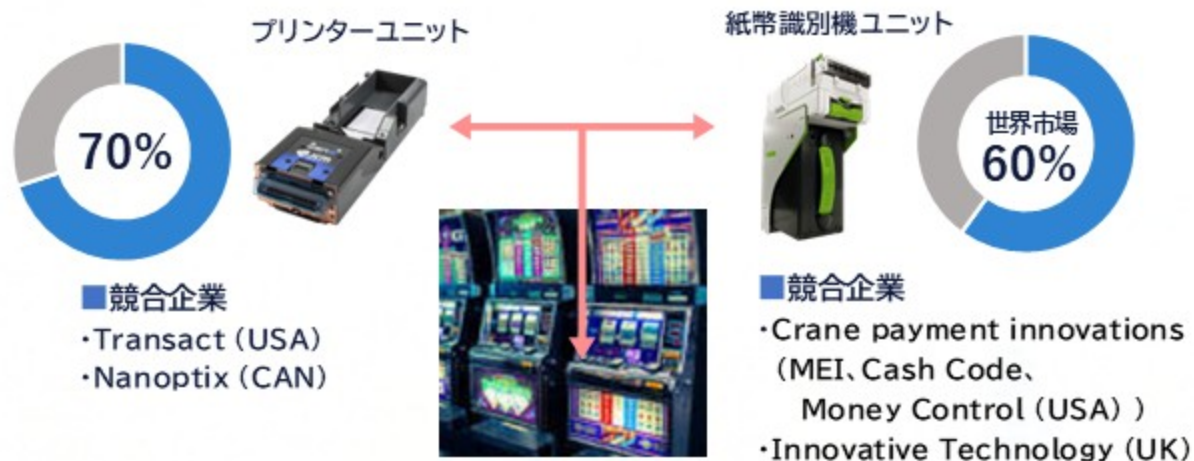 プリンターユニット
70%
■競合企業
・Transact (USA)
・Nanoptix (CAN)
紙幣識別機ユニット
世界市場
60%
■競合企業
・Crane payment innovations
(MEI、Cash Code、
Money Control (USA) )
・Innovative Technology (UK)